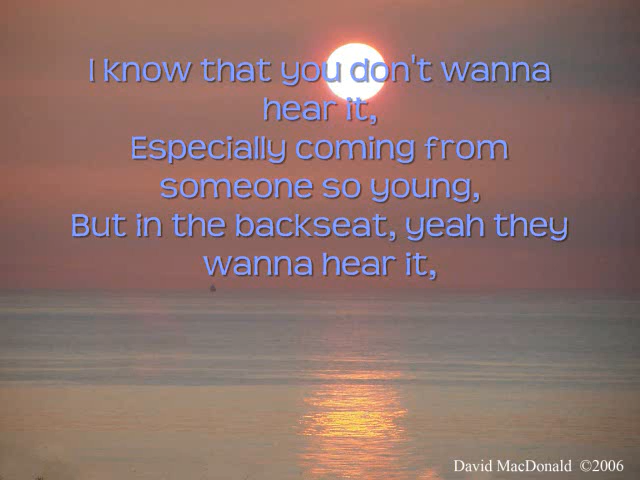 I know that you don't wanna
hear it,
Especially coming from
someone so young,
But in the backseat, yeah they
wanna hear it,
David MacDonald ©2006